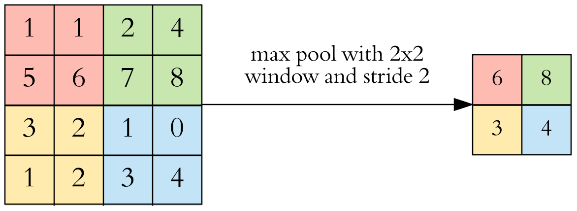 1 1 2 4
5 6 7 8
3 2 1 0
1 2 3 4
max pool with 2x2
window and stride 2
6 8
3 4